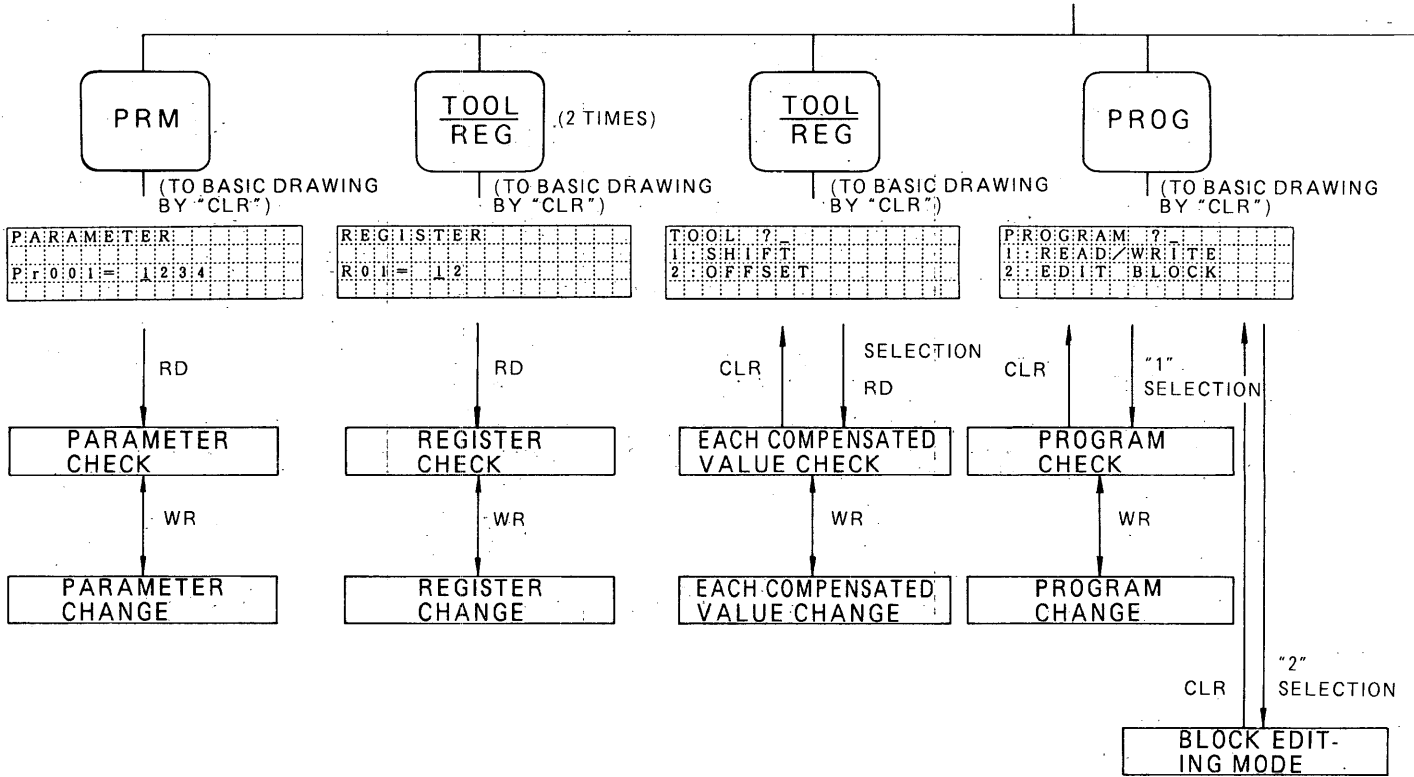 PRM
TOOL
REG
(2 TIMES)
TOOL
REG
PROG
(TO BASIC DRAWING
BY "CLR")
(TO BASIC DRAWING
BY "CLR")
(TO BASIC DRAWING
BY "CLR")
(TO BASIC DRAWING
BY "CLR")
PARAMETER
Pr001= 1234
REGISTER
R01= 12
TOOL ?_
1:SHIFT
2:OFFSET
PROGRAM ?_
1:READ/WRITE
2:EDIT BLOCK
RD
RD
CLR
SELECTION
RD
CLR
"1"
SELECTION
PARAMETER
CHECK
REGISTER
CHECK
EACH COMPENSATED
VALUE CHECK
PROGRAM
CHECK
WR
WR
WR
WR
PARAMETER
CHANGE
REGISTER
CHANGE
EACH COMPENSATED
VALUE CHANGE
PROGRAM
CHANGE
CLR
"2"
SELECTION
BLOCK EDIT-
ING MODE